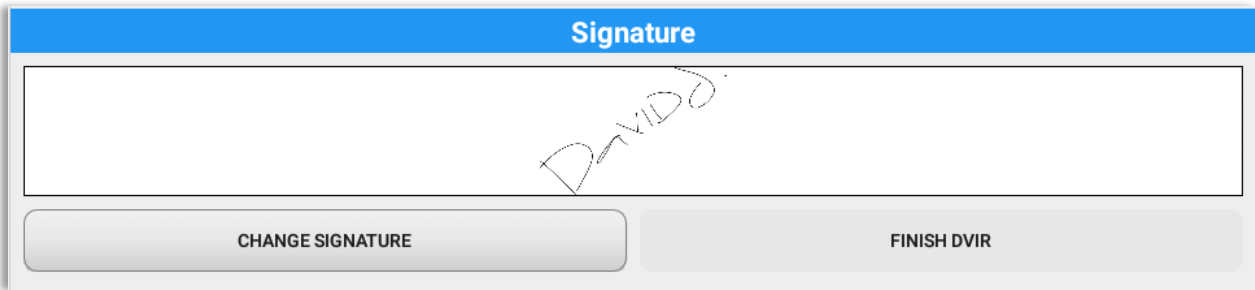 Signature
DAVID J.
CHANGE SIGNATURE
FINISH DVIR